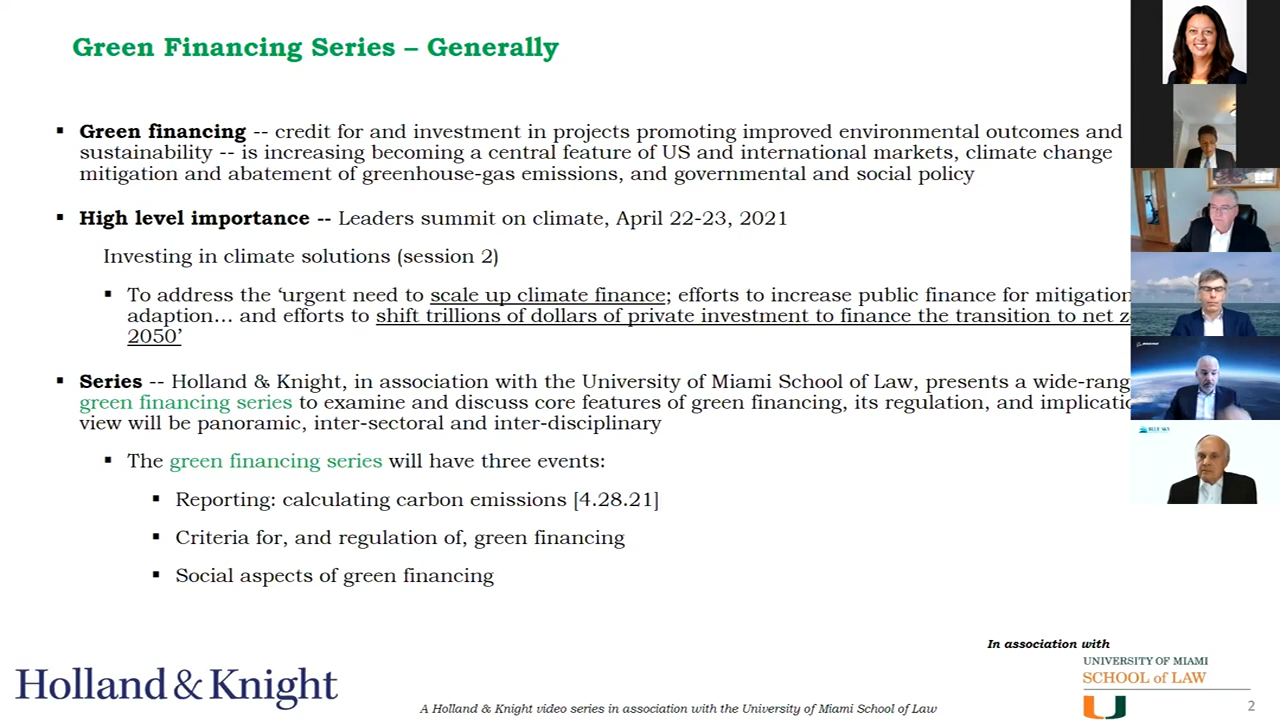 Green Financing Series – Generally
▪ Green financing -- credit for and investment in projects promoting improved environmental outcomes and
sustainability -- is increasing becoming a central feature of US and international markets, climate change
mitigation and abatement of greenhouse-gas emissions, and governmental and social policy
▪ High level importance -- Leaders summit on climate, April 22-23, 2021
Investing in climate solutions (session 2)
▪ To address the ‘urgent need to scale up climate finance; efforts to increase public finance for mitigation
adaption… and efforts to shift trillions of dollars of private investment to finance the transition to net
2050’
▪ Series -- Holland & Knight, in association with the University of Miami School of Law, presents a
green financing series to examine and discuss core features of green financing, its regulation, and
view will be panoramic, inter-sectoral and inter-disciplinary
▪ The green financing series will have three events:
▪ Reporting: calculating carbon emissions [4.28.21]
▪ Criteria for, and regulation of, green financing
▪ Social aspects of green financing
In association with
UNIVERSITY OF MIAMI
SCHOOL of LAW
Holland & Knight
A Holland & Knight video series in association with the University of Miami School of Law
2
BLUE SKY